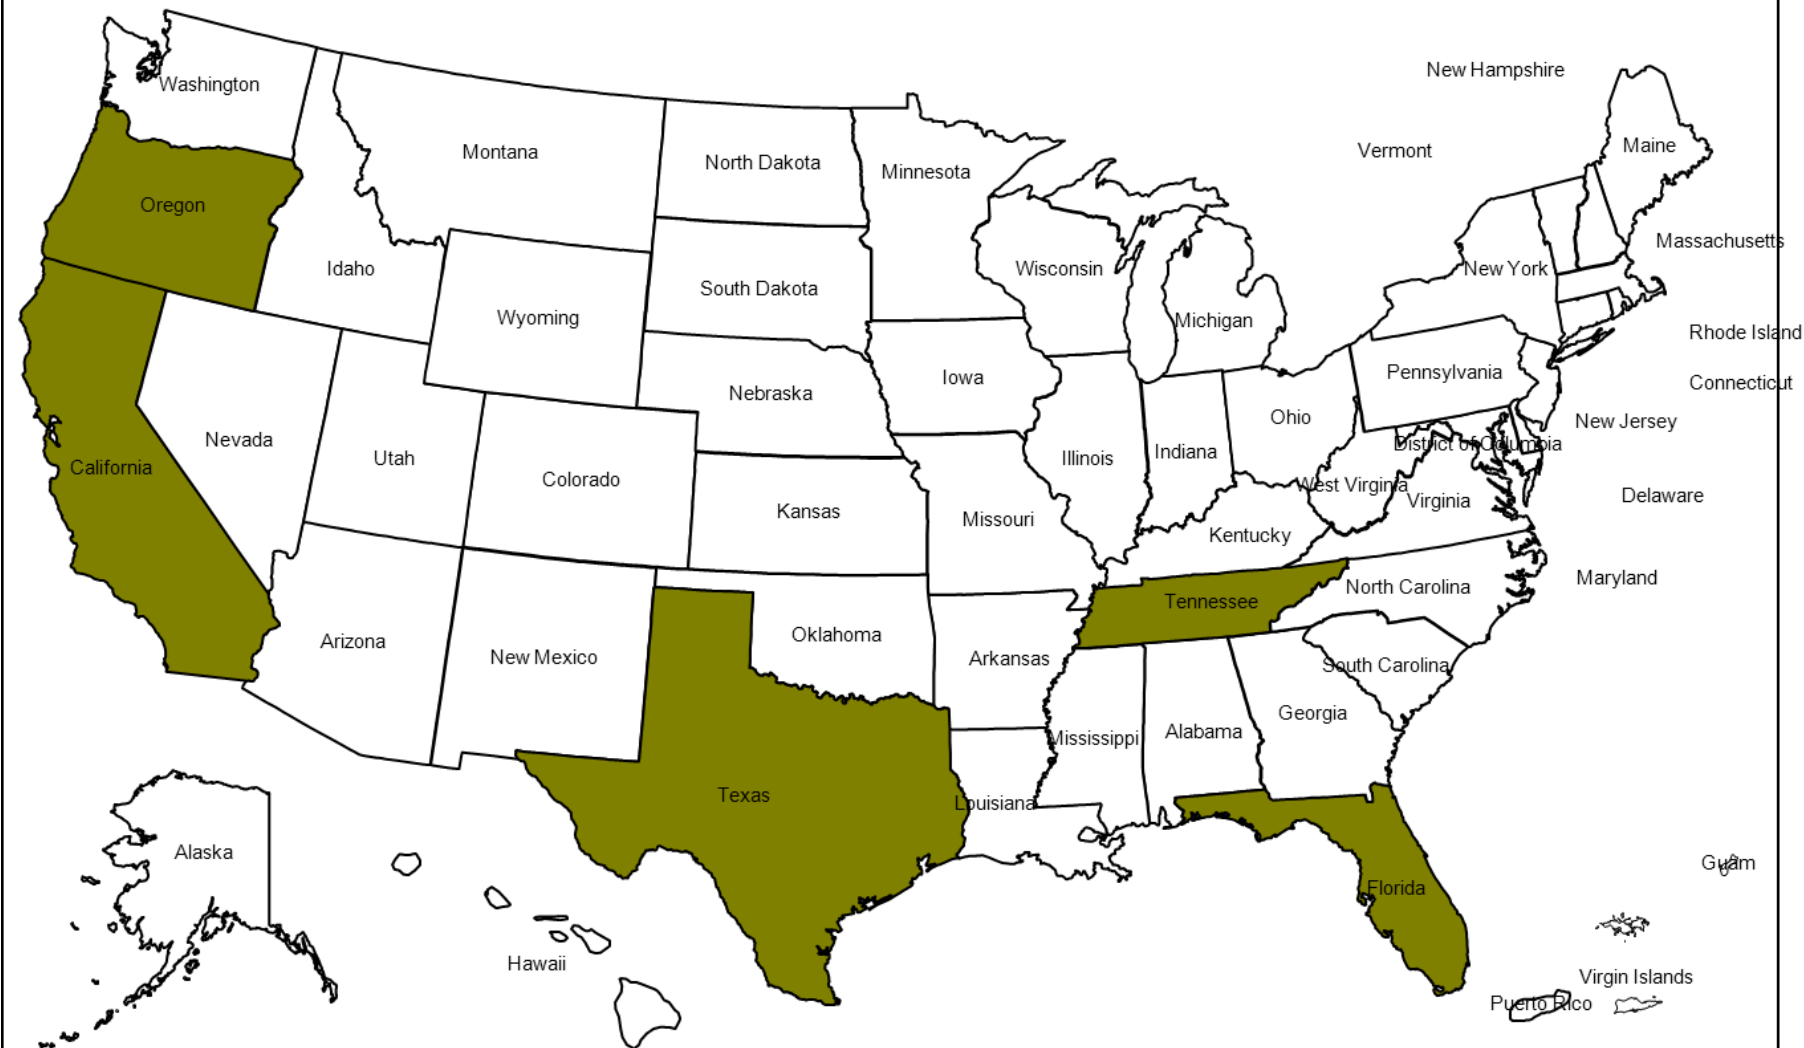 New Hampshire
Washington
Maine
Montana
Vermont
North Dakota
Minnesota
Oregon
Massachusetts
Idaho
Wisconsin
New York
South Dakota
Wyoming
Michigan
Rhode Island
Pennsylvania
Iowa
Connecticut
Nebraska
Ohio
New Jersey
Nevada
District of Columbia
Indiana
Utah
Illinois
California
Colorado
West Virginia
Delaware
Virginia
Kansas
Missouri
Kentucky
Maryland
North Carolina
Tennessee
Oklahoma
Arizona
New Mexico
Arkansas
South Carolina
Georgia
Alabama
Mississippi
Texas
Louisiana
Alaska
Guam
Florida
Hawaii
Virgin Islands
Puerto Rico